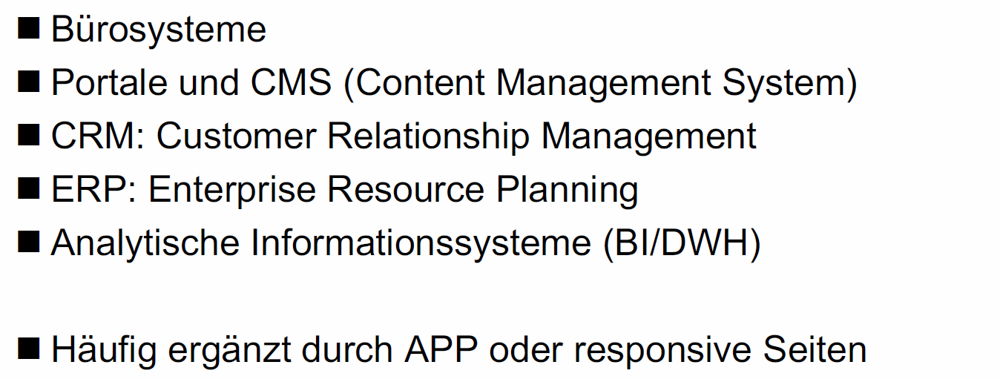 ■ Bürosysteme
■ Portale und CMS (Content Management System)
■ CRM: Customer Relationship Management
■ ERP: Enterprise Resource Planning
■ Analytische Informationssysteme (BI/DWH)
■ Häufig ergänzt durch APP oder responsive Seiten